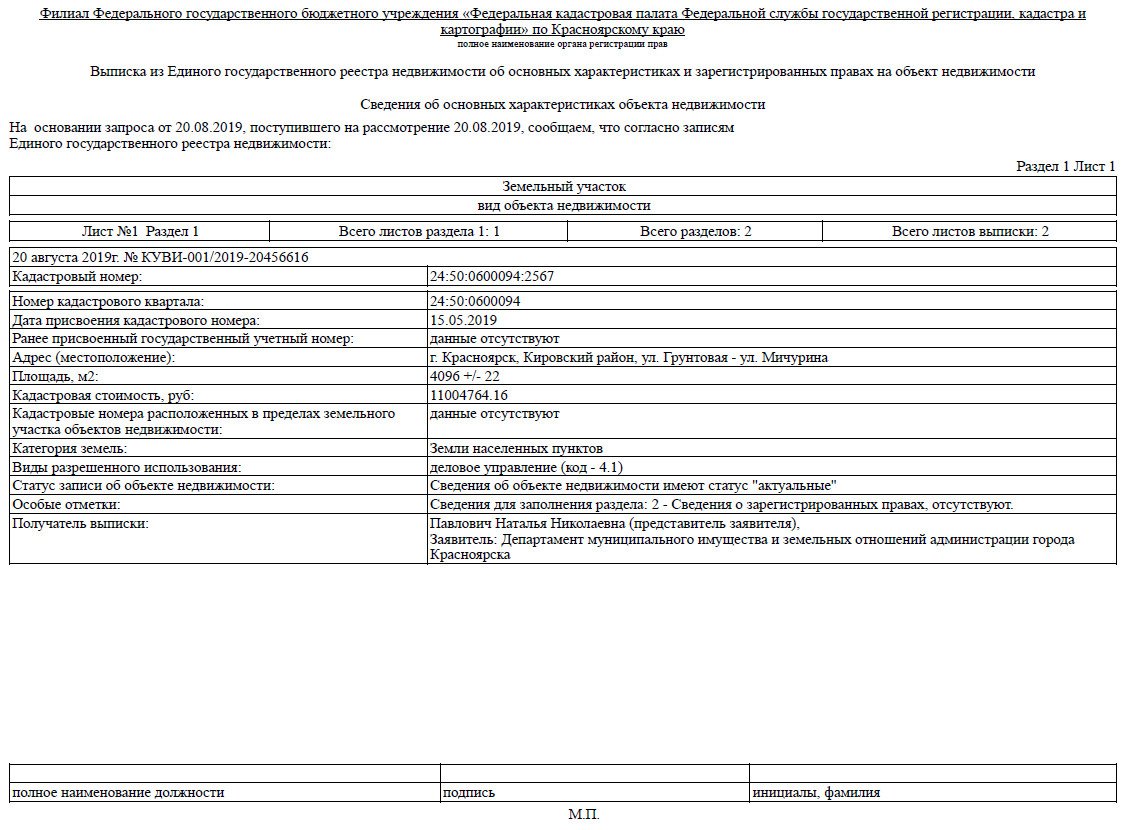 Филиал Федерального государственного бюджетного учреждения «Федеральная кадастровая палата Федеральной службы государственной регистрации, кадастра и
картографии» по Красноярскому краю
полное наименование органа регистрации прав
Выписка из Единого государственного реестра недвижимости об основных характеристиках и зарегистрированных правах на объект недвижимости
Сведения об основных характеристиках объекта недвижимости
На основании запроса от 20.08.2019, поступившего на рассмотрение 20.08.2019, сообщаем, что согласно записям
Единого государственного реестра недвижимости:
Раздел 1 Лист 1
Земельный участок
вид объекта недвижимости
Лист №1 Раздел 1 Всего листов раздела 1: 1 Всего разделов: 2 Всего листов выписки: 2
20 августа 2019г. № КУВИ-001/2019-20456616
Кадастровый номер: 24:50:0600094:2567
Номер кадастрового квартала: 24:50:0600094
Дата присвоения кадастрового номера: 15.05.2019
Ранее присвоенный государственный учетный номер: данные отсутствуют
Адрес (местоположение): г. Красноярск, Кировский район, ул. Грунтовая - ул. Мичурина
Площадь, м2: 4096 +/- 22
Кадастровая стоимость, руб: 11004764.16
Кадастровые номера расположенных в пределах земельного данные отсутствуют
участка объектов недвижимости:
Категория земель: Земли населенных пунктов
Виды разрешенного использования: деловое управление (код - 4.1)
Статус записи об объекте недвижимости: Сведения об объекте недвижимости имеют статус "актуальные"
Особые отметки: Сведения для заполнения раздела: 2 - Сведения о зарегистрированных правах, отсутствуют.
Получатель выписки: Павлович Наталья Николаевна (представитель заявителя),
Заявитель: Департамент муниципального имущества и земельных отношений администрации города
Красноярска
полное наименование должности подпись инициалы, фамилия
М.П.